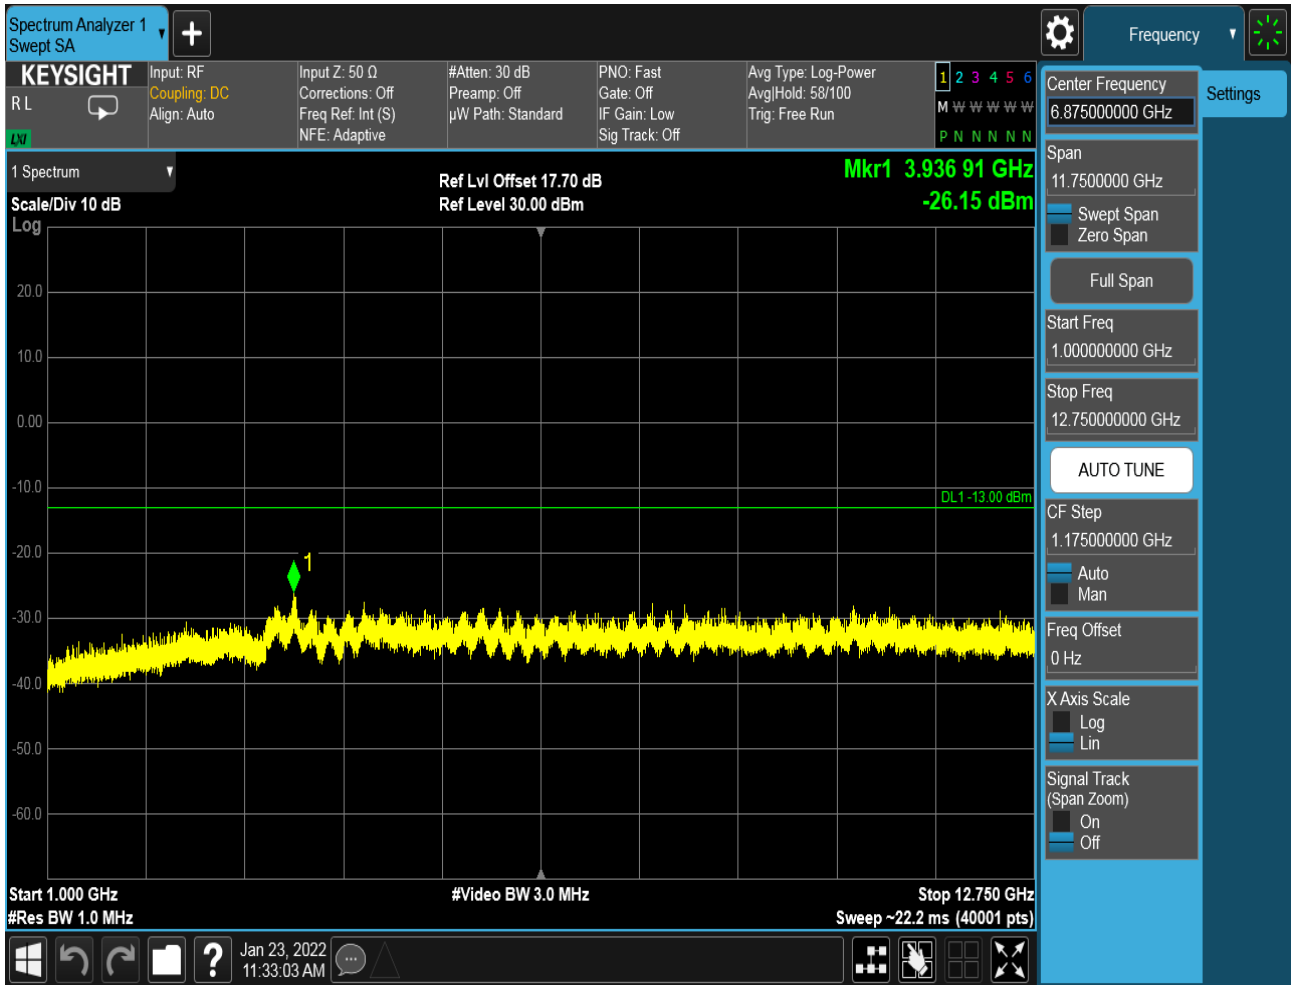 Spectrum Analyzer 1
Swept SA
Frequency
KEYSIGHT
R L
LXI
Input: RF
Coupling: DC
Align: Auto
Input Z: 50 Ω
Corrections: Off
Freq Ref: Int (S)
NFE: Adaptive
#Atten: 30 dB
Preamp: Off
µW Path: Standard
PNO: Fast
Gate: Off
IF Gain: Low
Sig Track: Off
Avg Type: Log-Power
Avg|Hold: 58/100
Trig: Free Run
1 2 3 4 5 6
M W W W W W
P N N N N N
Center Frequency
6.875000000 GHz
Settings
1 Spectrum
Scale/Div 10 dB
Log
Ref Lvl Offset 17.70 dB
Ref Level 30.00 dBm
Mkr1 3.936 91 GHz
-26.15 dBm
20.0
10.0
0.00
-10.0
-20.0
-30.0
-40.0
-50.0
-60.0
DL1 -13.00 dBm
1
Start 1.000 GHz
#Res BW 1.0 MHz
#Video BW 3.0 MHz
Stop 12.750 GHz
Sweep ~22.2 ms (40001 pts)
Span
11.7500000 GHz
Swept Span
Zero Span
Full Span
Start Freq
1.000000000 GHz
Stop Freq
12.750000000 GHz
AUTO TUNE
CF Step
1.175000000 GHz
Auto
Man
Freq Offset
0 Hz
X Axis Scale
Log
Lin
Signal Track
(Span Zoom)
On
Off
?
Jan 23, 2022
11:33:03 AM